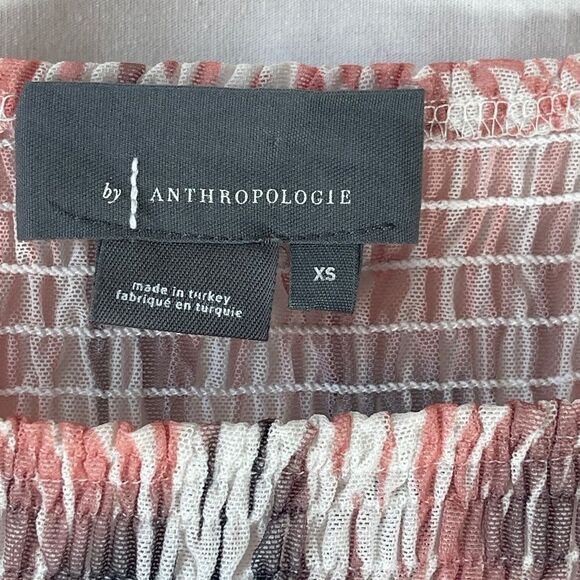 by | ANTHROPOLOGIE
made in turkey
fabriqué en turquie
XS